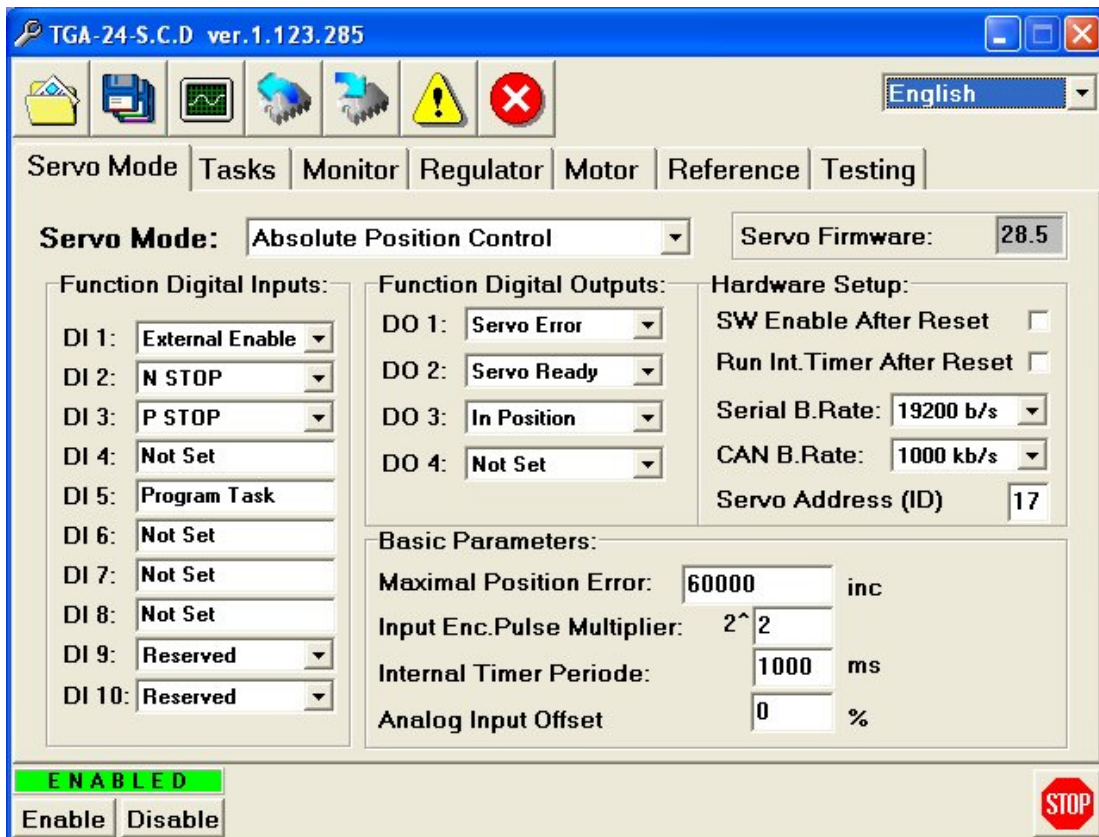 TGA-24-S.C.D ver.1.123.285
English
Servo Mode Tasks Monitor Regulator Motor Reference Testing
Servo Mode: Absolute Position Control
Servo Firmware: 28.5
Function Digital Inputs:
DI 1: External Enable
DI 2: N STOP
DI 3: P STOP
DI 4: Not Set
DI 5: Program Task
DI 6: Not Set
DI 7: Not Set
DI 8: Not Set
DI 9: Reserved
DI 10: Reserved
Function Digital Outputs:
DO 1: Servo Error
DO 2: Servo Ready
DO 3: In Position
DO 4: Not Set
Hardware Setup:
SW Enable After Reset
Run Int.Timer After Reset
Serial B.Rate: 19200 b/s
CAN B.Rate: 1000 kb/s
Servo Address (ID) 17
Basic Parameters:
Maximal Position Error: 60000 inc
Input Enc.Pulse Multiplier: 2^ 2
Internal Timer Periode: 1000 ms
Analog Input Offset 0 %
ENABLED
Enable Disable
STOP